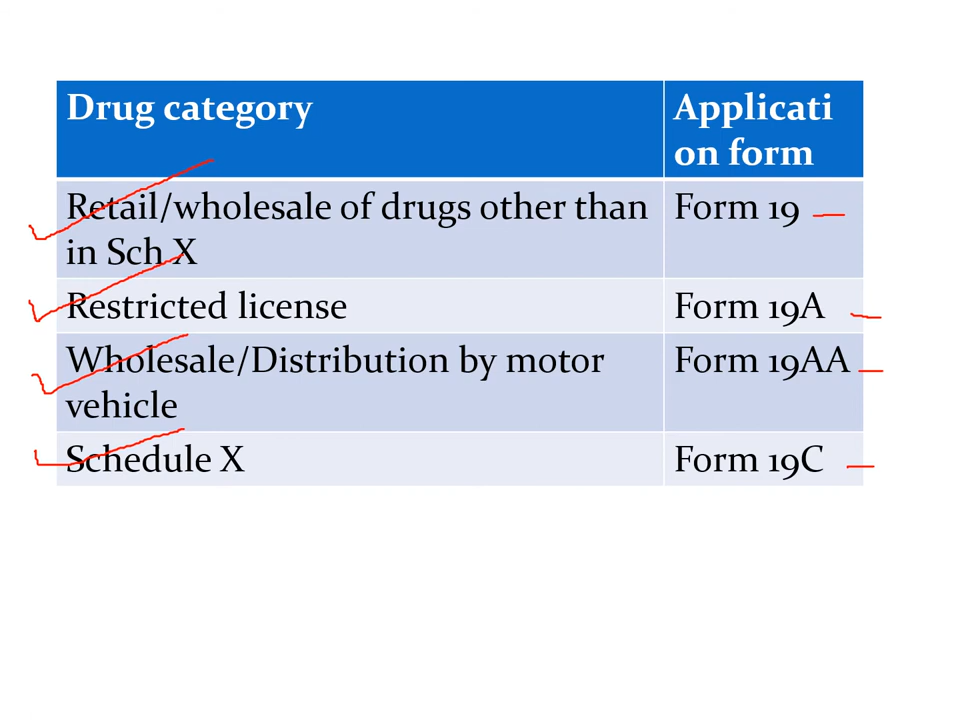 Drug category
Applicati
on form
Retail/wholesale of drugs other than
in Sch X
Form 19
Restricted license
Form 19A
Wholesale/Distribution by motor
vehicle
Form 19AA
Schedule X
Form 19C